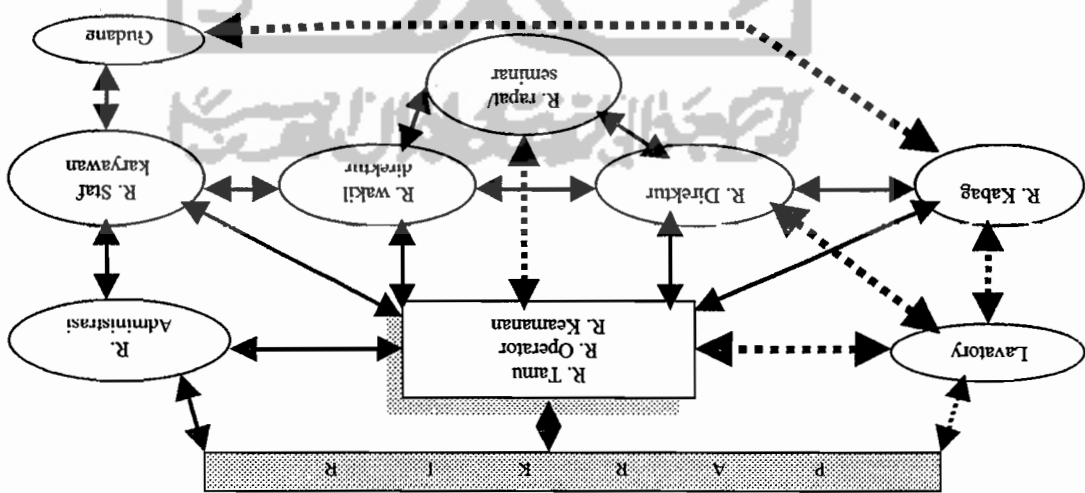 P A R K I R
Lavatory
R. Tamu
R. Operator
R. Keamanan
R.
Administrasi
R. Kabag
R. Direktur
R. wakil
direktur
R. Staf
karyawan
R. rapat/
seminar
Gudang